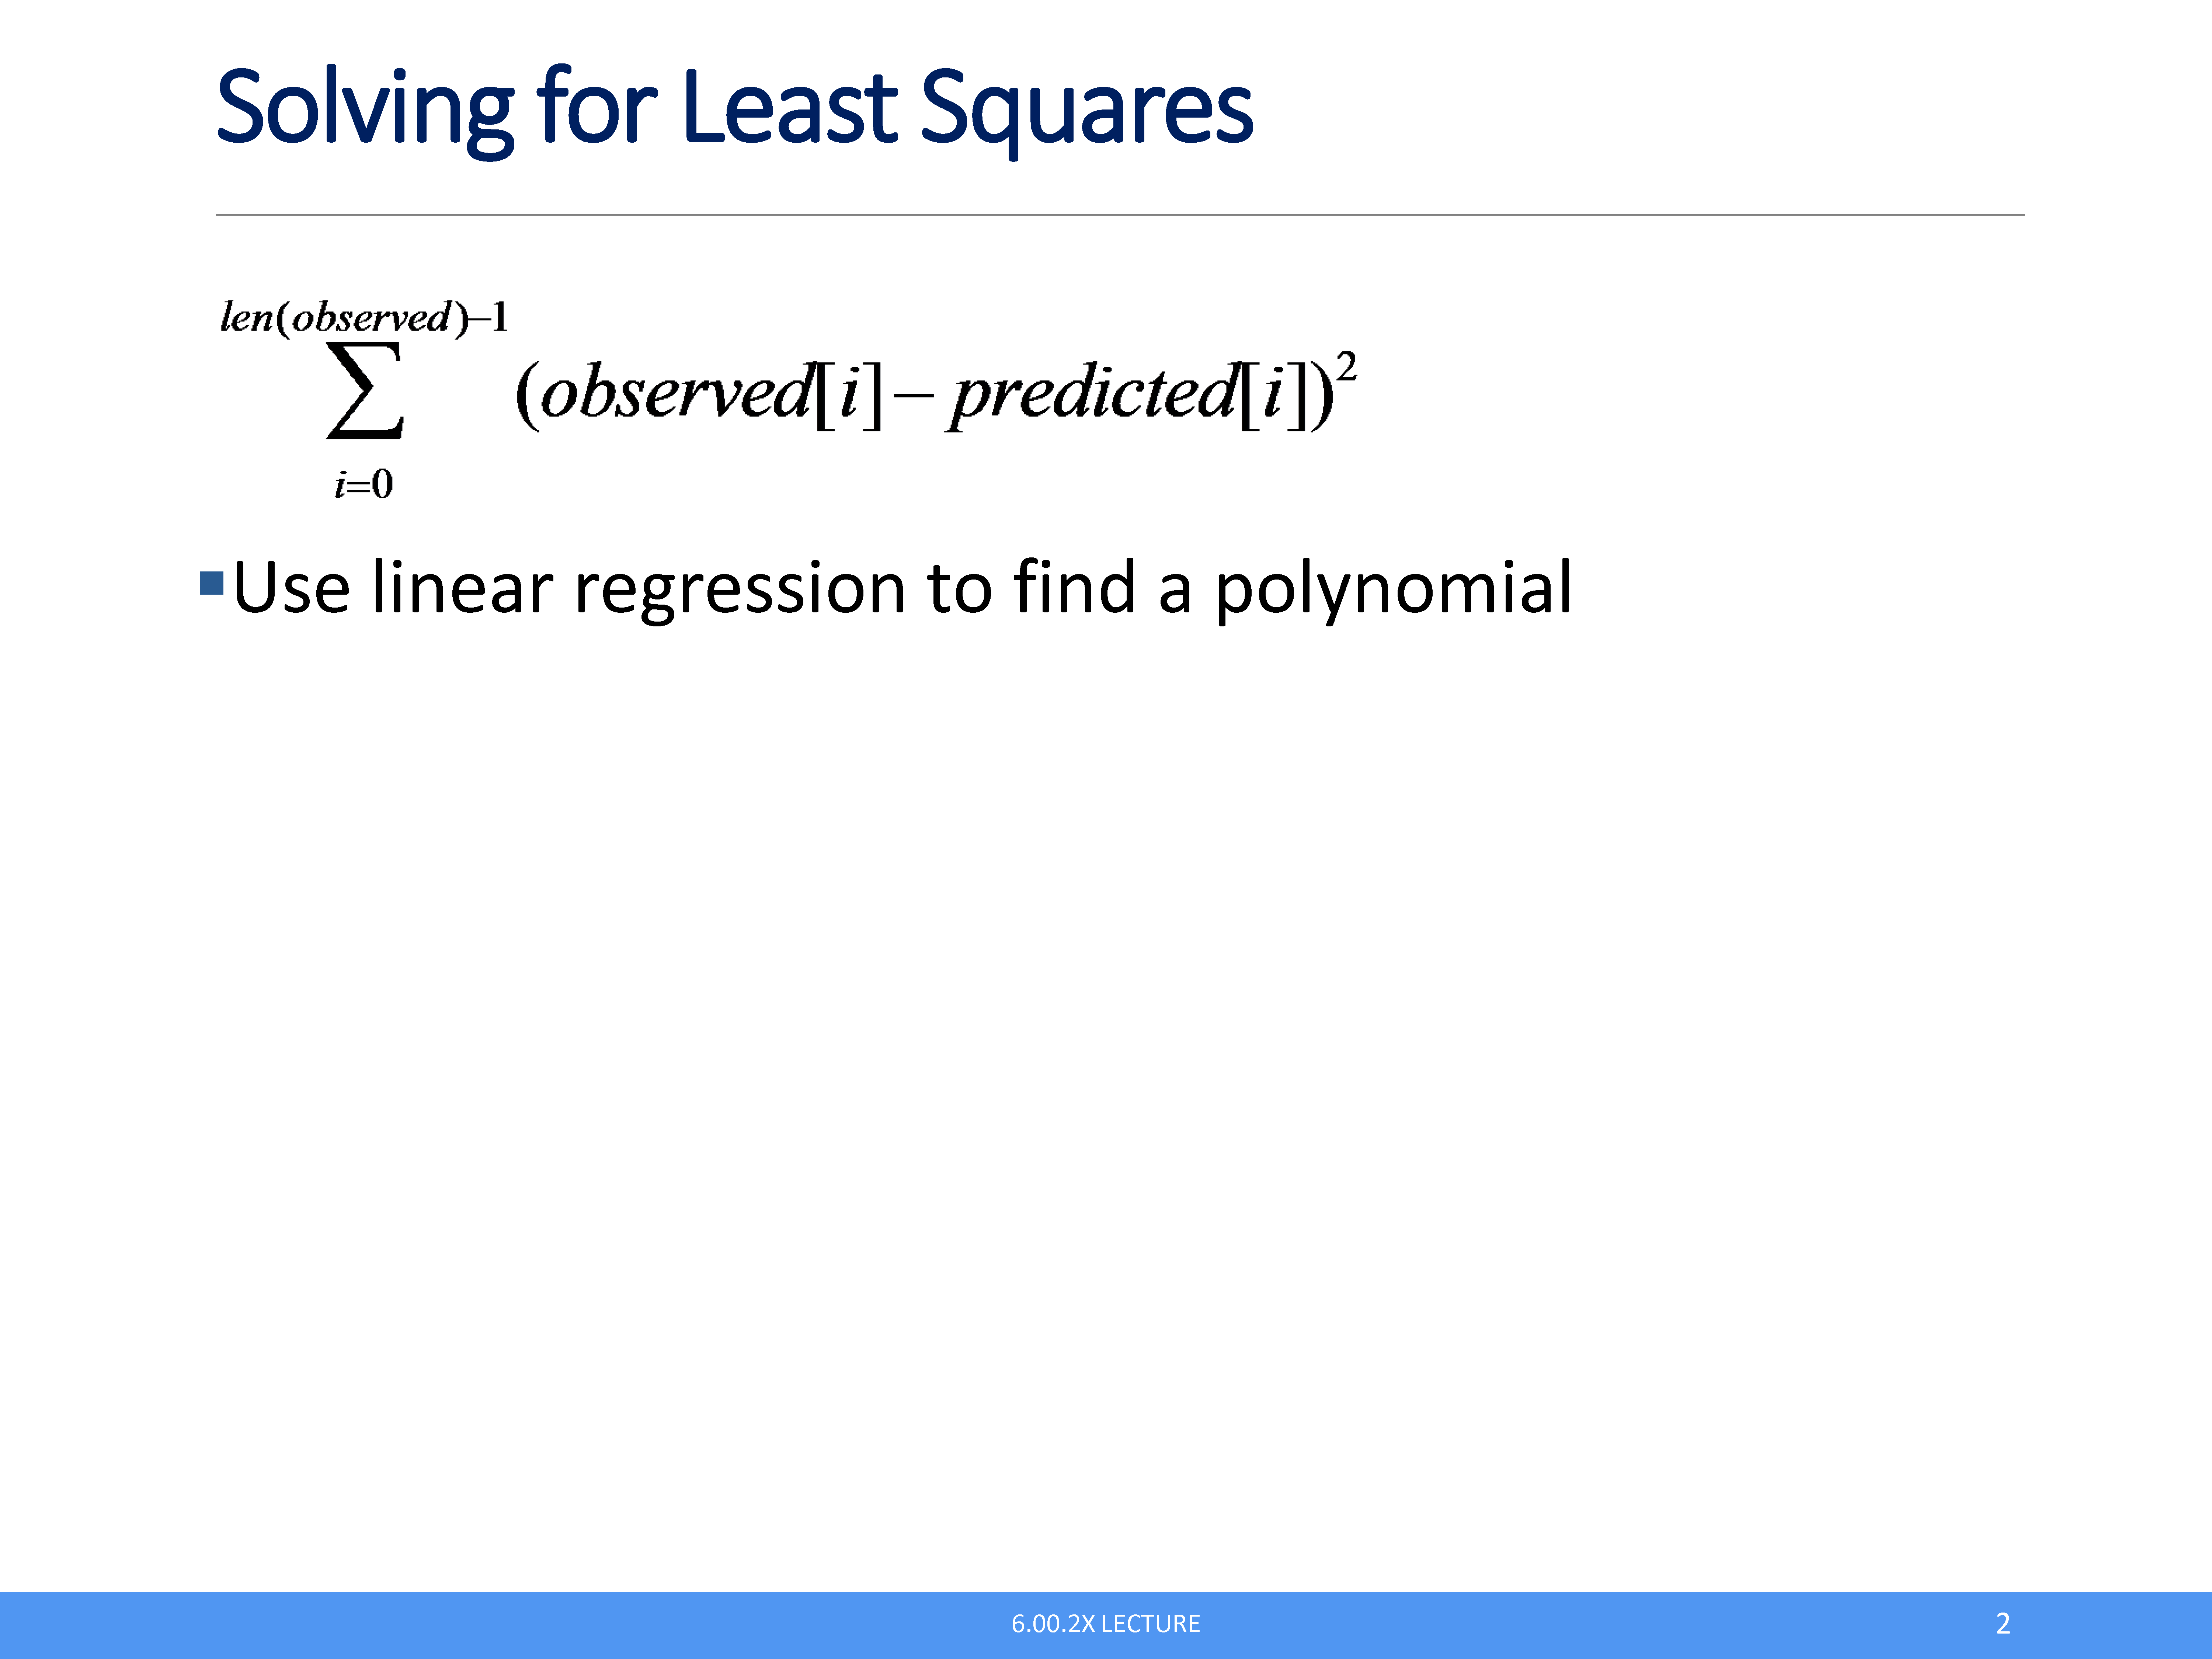 Solving for Least Squares
len(observed)−1
∑ (observed[i]− predicted[i])²
i=0
▪Use linear regression to find a polynomial
6.00.2X LECTURE
2